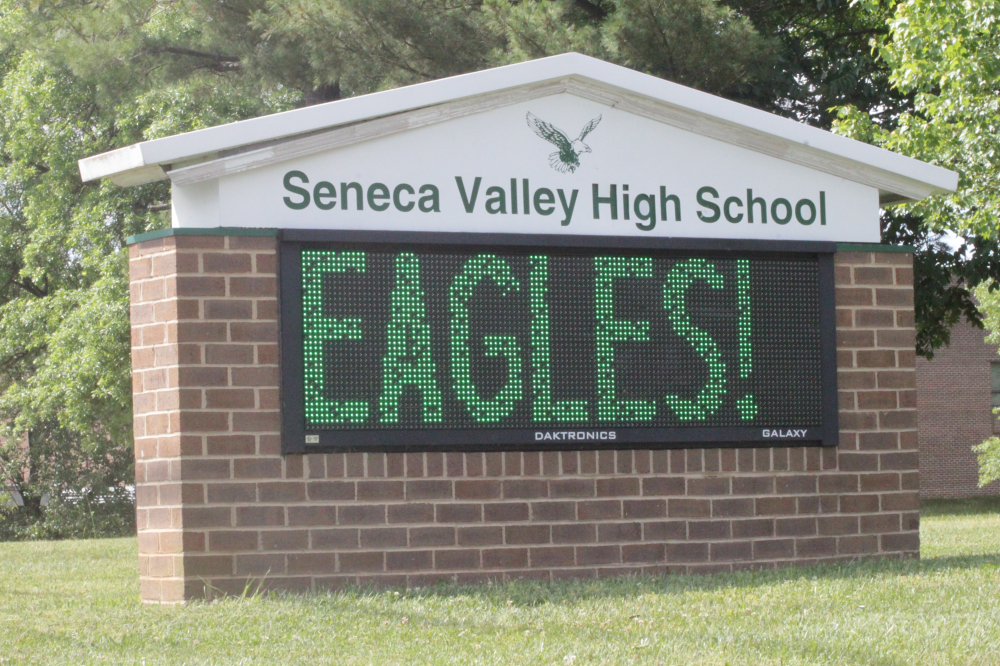 Seneca Valley High School
EAGLES!
DAKTRONICS GALAXY